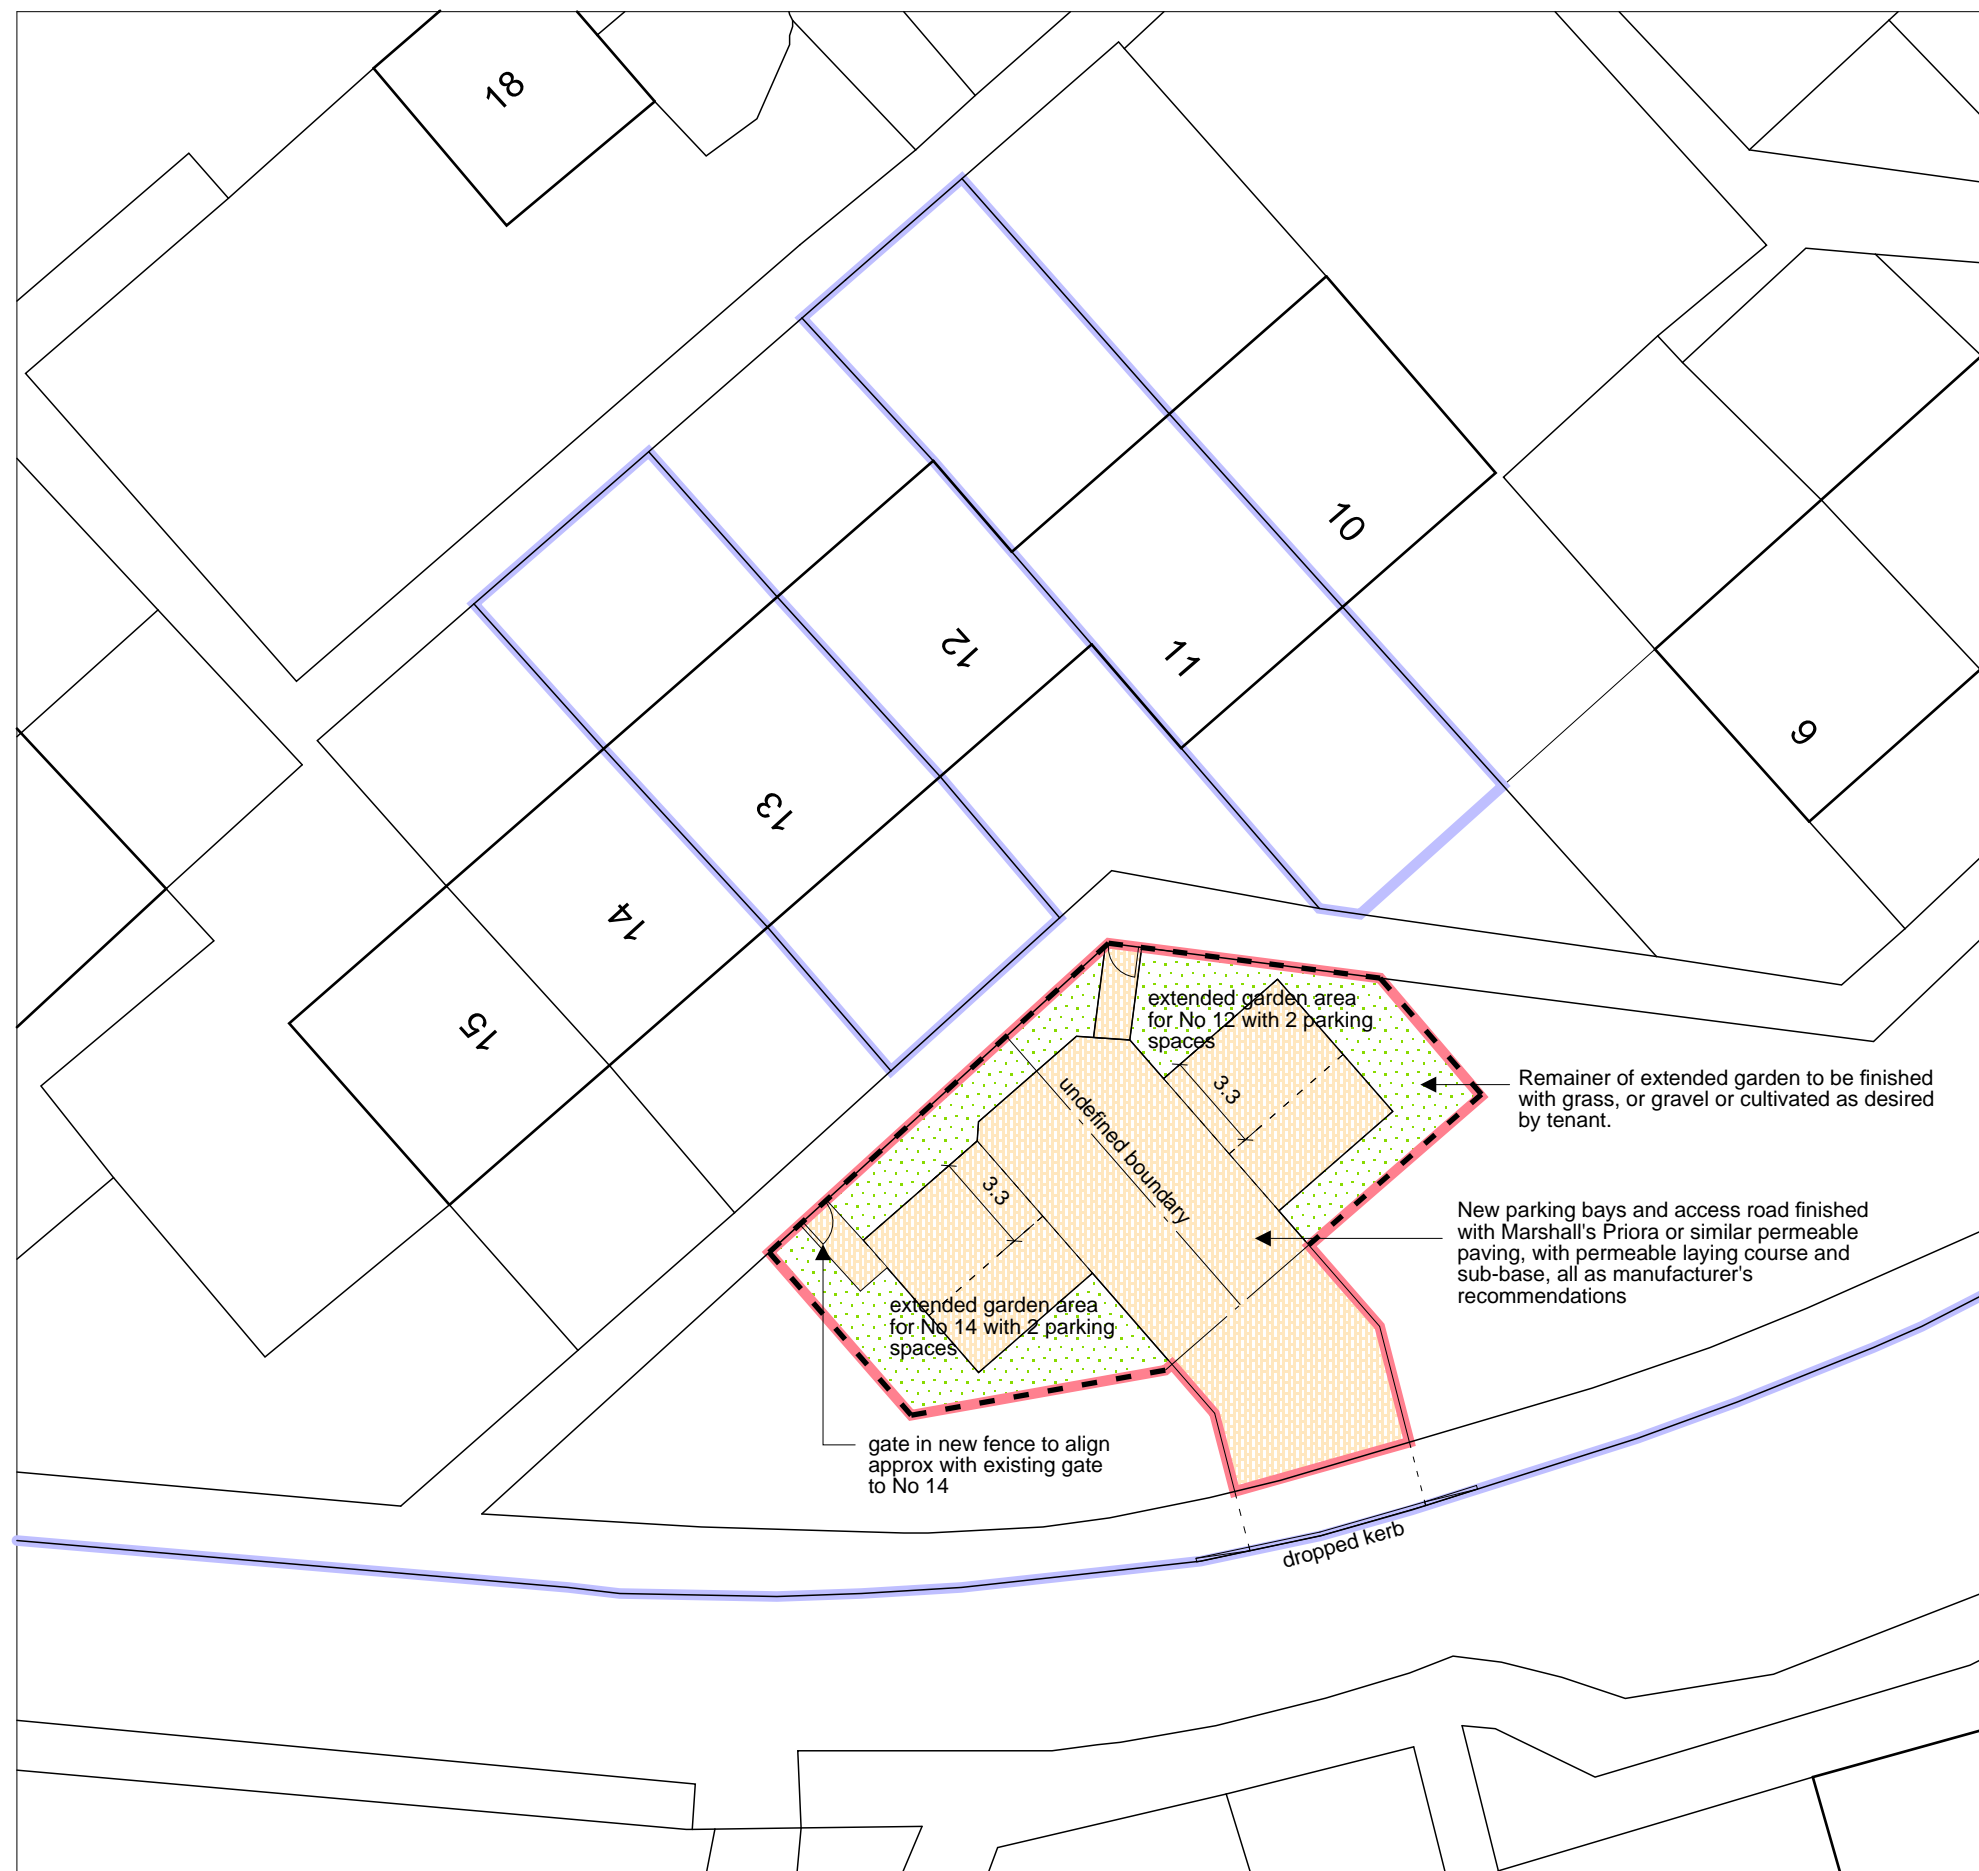 18
10
12
11
9
13
14
15
extended garden area
for No 12 with 2 parking
spaces
3.3
undefined boundary
Remainer of extended garden to be finished
with grass, or gravel or cultivated as desired
by tenant.
3.3
New parking bays and access road finished
with Marshall's Priora or similar permeable
paving, with permeable laying course and
sub-base, all as manufacturer's
recommendations
extended garden area
for No 14 with 2 parking
spaces
gate in new fence to align
approx with existing gate
to No 14
dropped kerb